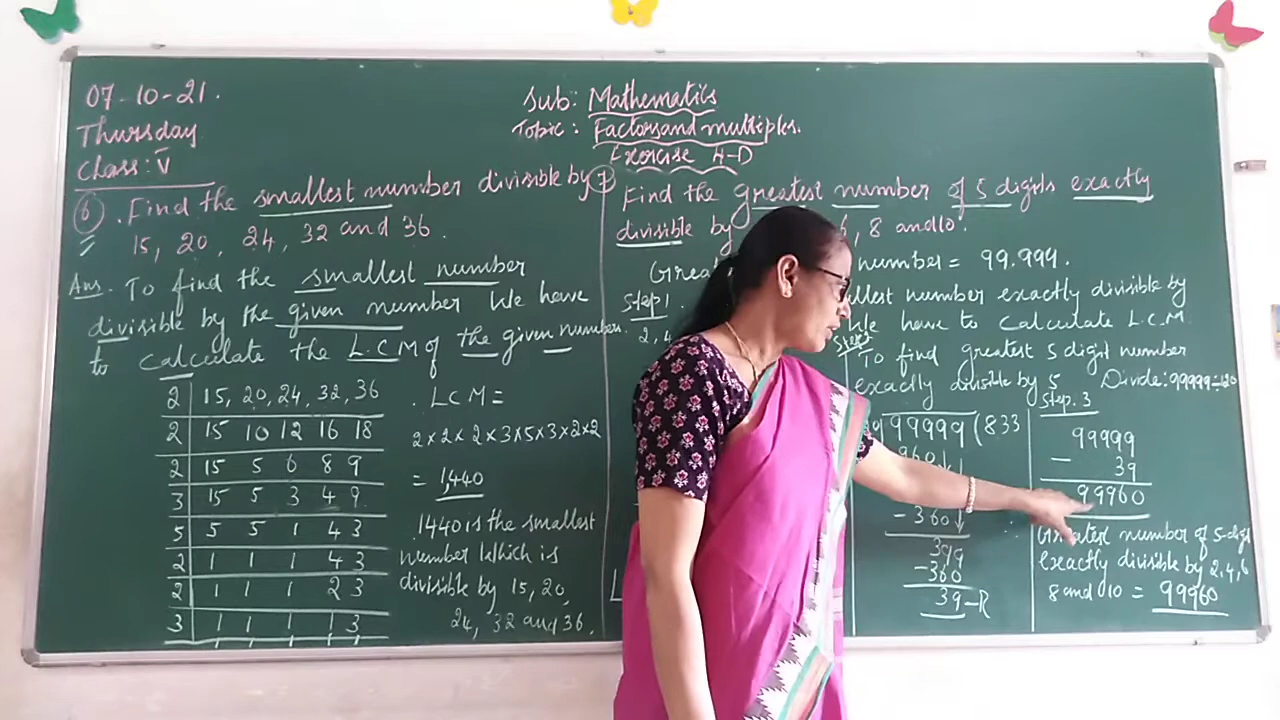 07-10-21.
Thursday
Class: V
Sub: Mathematics
Topic: Factors and multiples.
Exercise 4-D
6. Find the smallest number divisible by
15, 20, 24, 32 and 36.
Ans. To find the smallest number
divisible by the given number We have
to calculate the L.C.M of the given number.
2 15, 20, 24, 32, 36
2 15 10 12 16 18
2 15 5 6 8 9
3 15 5 3 4 9
5 5 5 1 4 3
2 1 1 1 4 3
2 1 1 1 2 3
3 1 1 1 1 3
LCM=
2×2×2×3×5×3×2×2
= 1,440
1440 is the smallest
number Which is
divisible by 15, 20,
24, 32 and 36.
7 Find the greatest number of 5 digits exactly
divisible by 6, 8 and 10.
number = 99,999.
Step 1.
number exactly divisible by
2, 4 We have to calculate L.C.M.
Step 2
To find greatest 5 digit number
exactly divisible by 5 Divide: 99999÷120
99999(833
960
-360
399
-360
39-R
Step. 3
99999
- 39
99960
number of 5-digit
exactly divisible by 2, 4, 6
8 and 10 = 99960